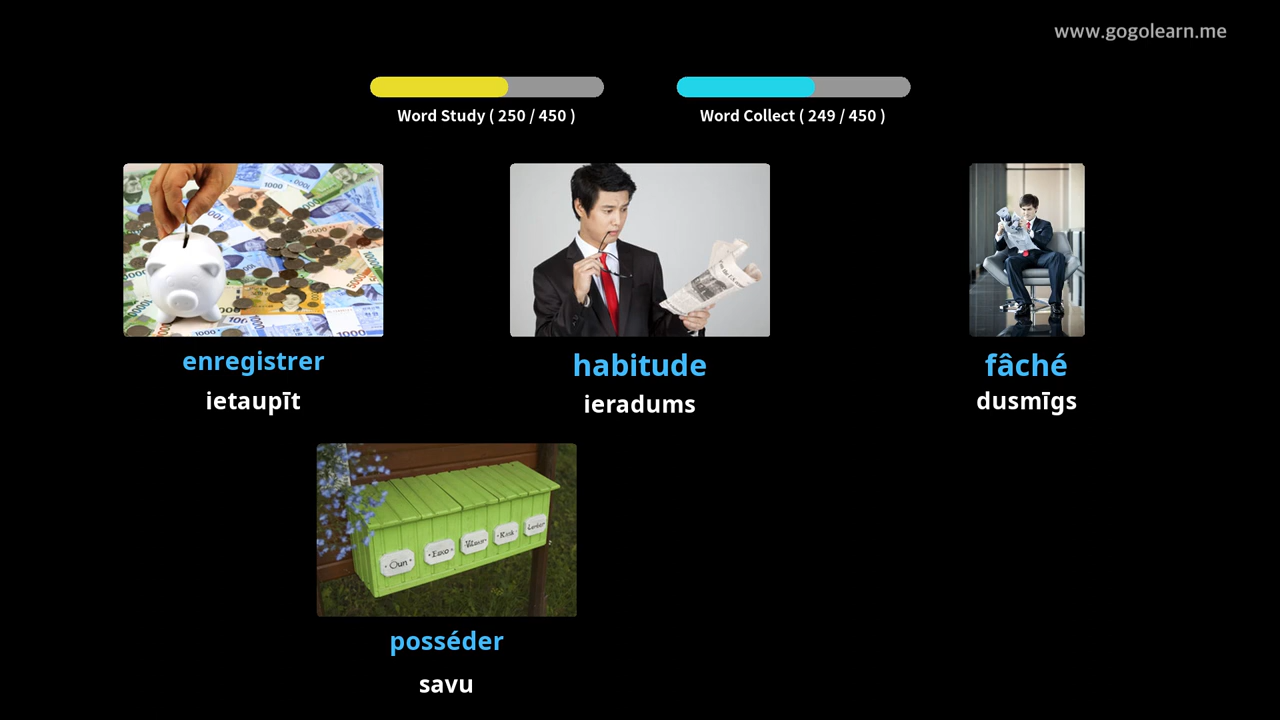 www.gogolearn.me
Word Study ( 250 / 450 )
Word Collect ( 249 / 450 )
enregistrer
ietaupīt
habitude
ieradums
fâché
dusmīgs
Õun
posséder
savu